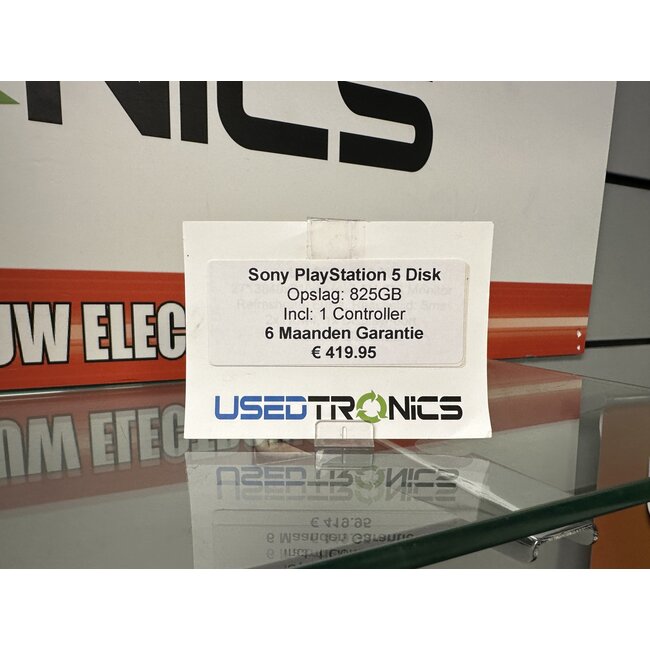 NICS
UW ELEC
Sony PlayStation 5 Disk
Opslag: 825GB
Incl: 1 Controller
6 Maanden Garantie
€ 419.95
USEDTRONiCS